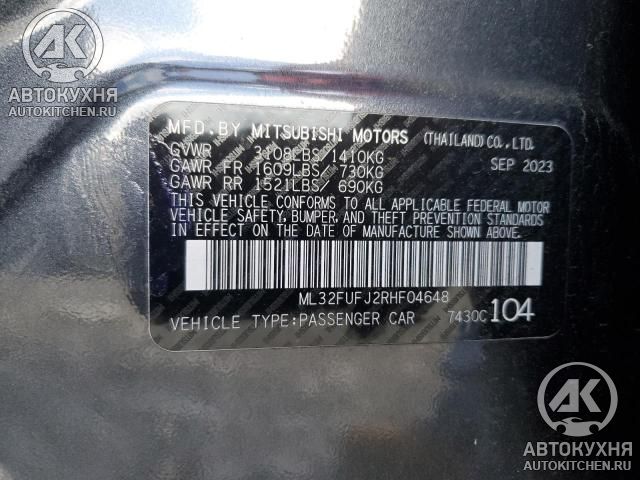 АК
АВТОКУХНЯ
AUTOKITCHEN.RU
MFD.BY MITSUBISHI MOTORS (THAILAND)CO.,LTD.
GVWR 3108LBS/1410KG SEP 2023
GAWR FR 1609LBS/ 730KG
GAWR RR 1521LBS/ 690KG
THIS VEHICLE CONFORMS TO ALL APPLICABLE FEDERAL MOTOR
VEHICLE SAFETY, BUMPER, AND THEFT PREVENTION STANDARDS
IN EFFECT ON THE DATE OF MANUFACTURE SHOWN ABOVE.
ML32FUFJ2RHF04648
VEHICLE TYPE:PASSENGER CAR 7430C 104
АК
АВТОКУХНЯ
AUTOKITCHEN.RU